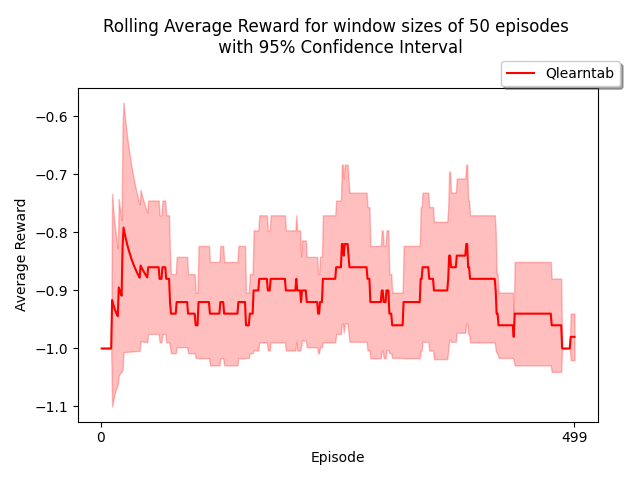 Rolling Average Reward for window sizes of 50 episodes
with 95% Confidence Interval
Qlearntab
−0.6
−0.7
−0.8
−0.9
−1.0
−1.1
Average Reward
0
499
Episode